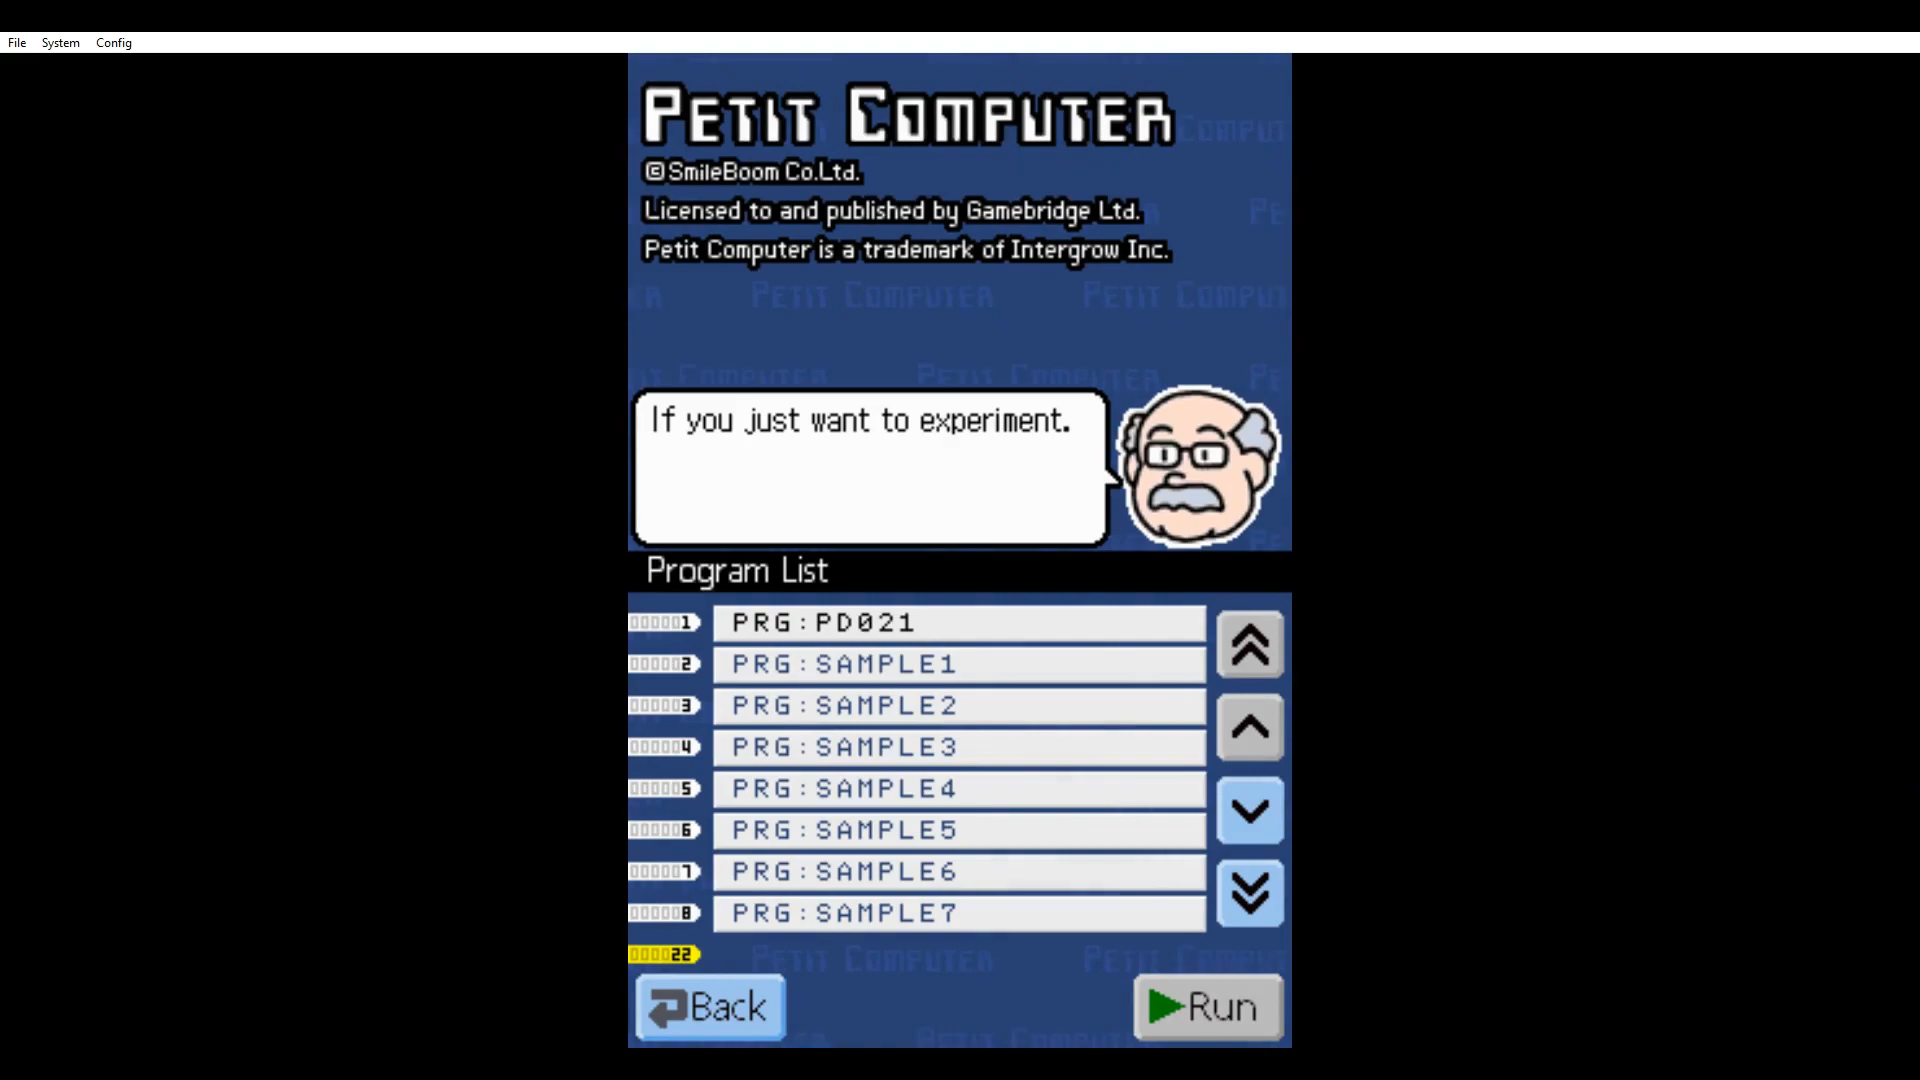 File System Config
PETIT COMPUTER
©SmileBoom Co.Ltd.
Licensed to and published by Gamebridge Ltd.
Petit Computer is a trademark of Intergrow Inc.
If you just want to experiment.
Program List
000001 PRG:PD021
000002 PRG:SAMPLE1
000003 PRG:SAMPLE2
000004 PRG:SAMPLE3
000005 PRG:SAMPLE4
000006 PRG:SAMPLE5
000007 PRG:SAMPLE6
000008 PRG:SAMPLE7
000022
Back
Run